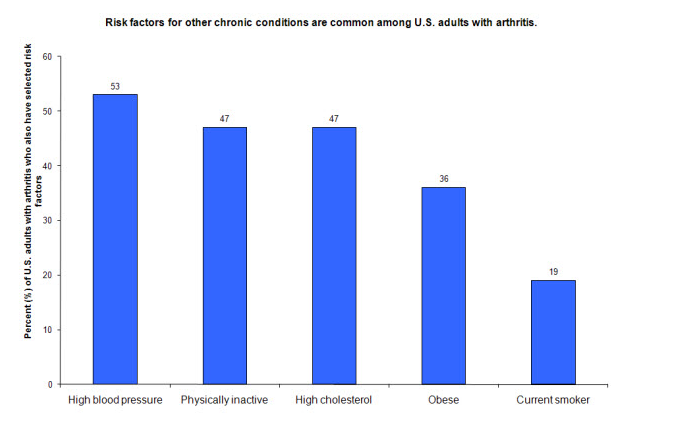 Risk factors for other chronic conditions are common among U.S. adults with arthritis.
Percent (%) of U.S. adults with arthritis who also have selected risk
factors
60
50
40
30
20
10
0
53
47
47
36
19
High blood pressure
Physically inactive
High cholesterol
Obese
Current smoker